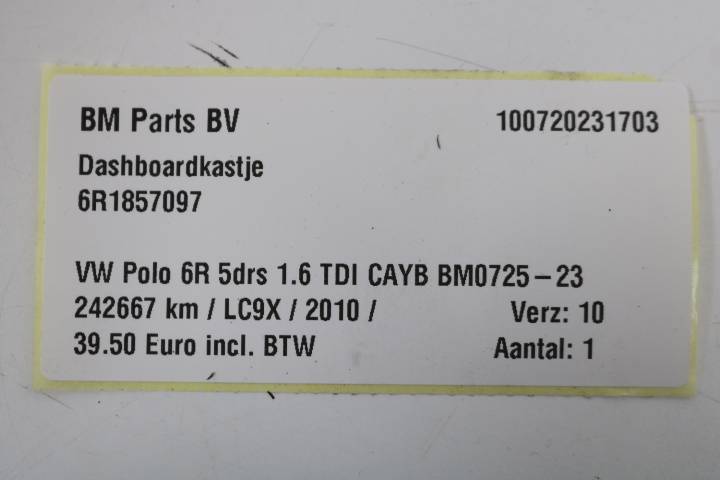 BM Parts BV 100720231703
Dashboardkastje
6R1857097
VW Polo 6R 5drs 1.6 TDI CAYB BM0725-23
242667 km / LC9X / 2010 / Verz: 10
39.50 Euro incl. BTW Aantal: 1